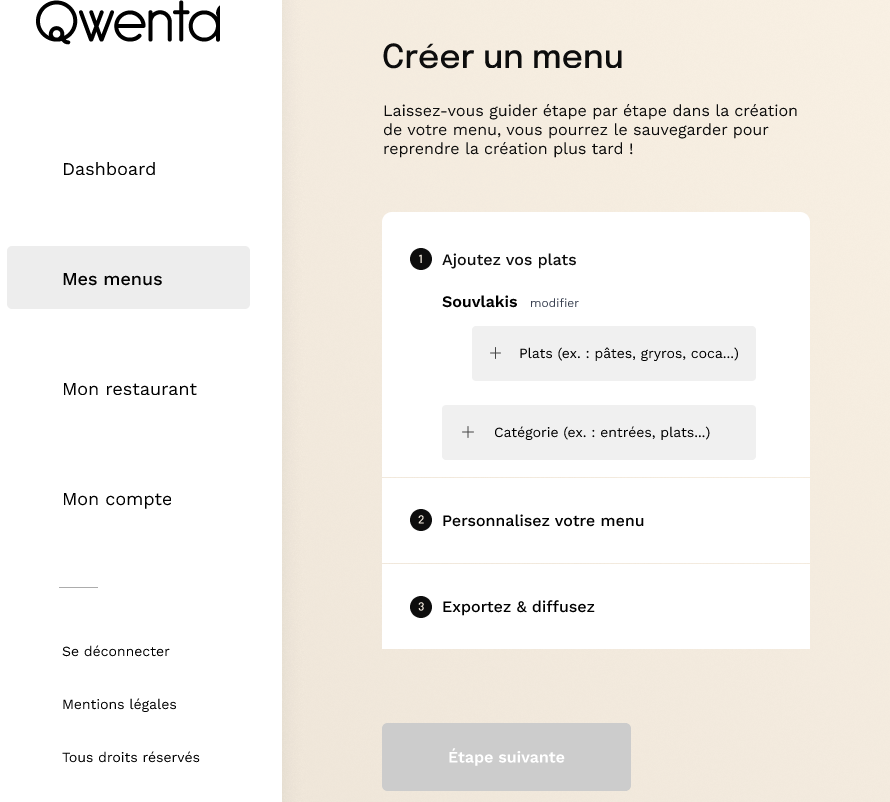 Qwenta
Dashboard
Mes menus
Mon restaurant
Mon compte
Se déconnecter
Mentions légales
Tous droits réservés
Créer un menu
Laissez-vous guider étape par étape dans la création
de votre menu, vous pourrez le sauvegarder pour
reprendre la création plus tard !
1 Ajoutez vos plats
Souvlakis modifier
+ Plats (ex. : pâtes, gryros, coca...)
+ Catégorie (ex. : entrées, plats...)
2 Personnalisez votre menu
3 Exportez & diffusez
Étape suivante